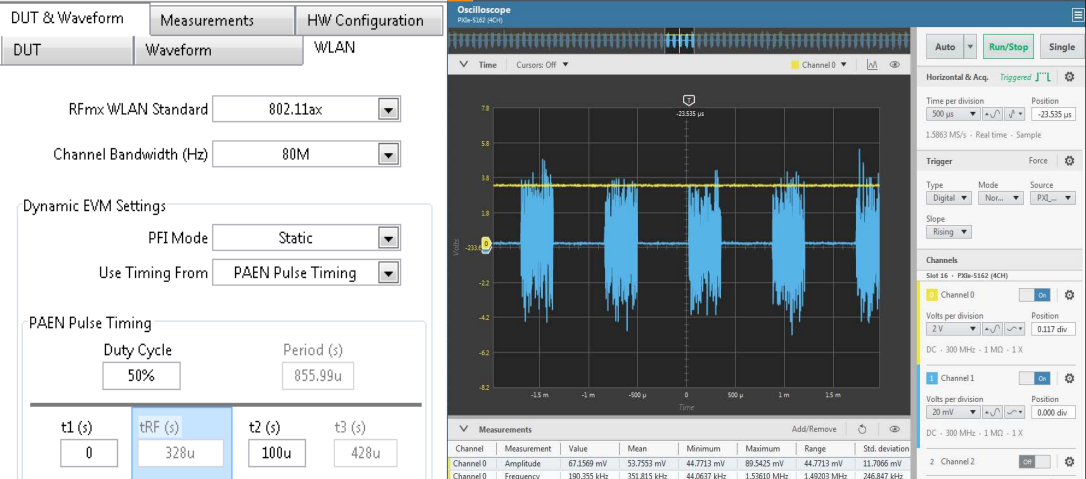 DUT & Waveform
Measurements
HW Configuration
DUT
Waveform
WLAN
RFmx WLAN Standard
802.11ax
Channel Bandwidth (Hz)
80M
Dynamic EVM Settings
PFI Mode
Static
Use Timing From
PAEN Pulse Timing
PAEN Pulse Timing
Duty Cycle
Period (s)
50%
855.99u
t1 (s)
tRF (s)
t2 (s)
t3 (s)
0
328u
100u
428u
Oscilloscope
PXIe-5162 (4CH)
Time
Cursors: Off
Channel 0
T
-23.535 µs
7.8
5.8
3.8
1.8
0
-2.2
-4.2
-6.2
-8.2
Volts
-1.5 m
-1 m
-500 µ
0
500 µ
1 m
1.5 m
Time
Measurements
Add/Remove
Channel Measurement Value Mean Minimum Maximum Range Std. deviation
Channel 0 Amplitude 67.1569 mV 53.7553 mV 44.7713 mV 89.5425 mV 44.7713 mV 11.7066 mV
Channel 0 Frequency 190.355 kHz 351.815 kHz 44.0637 kHz 1.53610 MHz 1.49203 MHz 246.847 kHz
Auto
Run/Stop
Single
Horizontal & Acq.
Triggered
Time per division
Position
500 µs
-23.535 µs
1.5863 MS/s - Real time - Sample
Trigger
Force
Type
Mode
Source
Digital
Nor...
PXI_...
Slope
Rising
Channels
Slot 16 - PXIe-5162 (4CH)
0 Channel 0
On
Volts per division
Position
2 V
0.117 div
DC - 300 MHz - 1 MΩ - 1 X
1 Channel 1
On
Volts per division
Position
20 mV
0.000 div
DC - 300 MHz - 1 MΩ - 1 X
2 Channel 2
Off